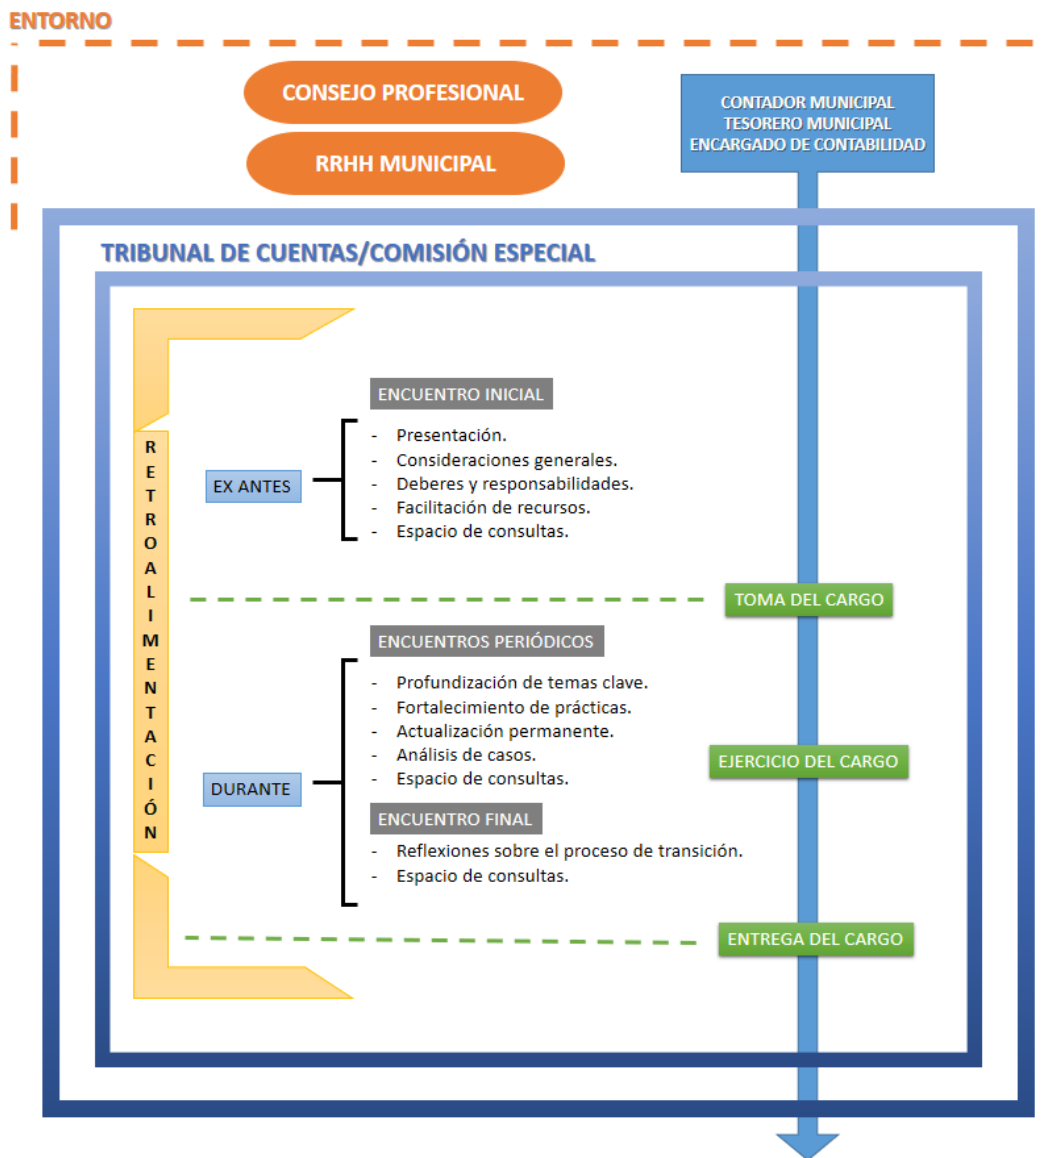 ENTORNO
CONSEJO PROFESIONAL
RRHH MUNICIPAL
CONTADOR MUNICIPAL
TESORERO MUNICIPAL
ENCARGADO DE CONTABILIDAD
TRIBUNAL DE CUENTAS/COMISIÓN ESPECIAL
RETROALIMENTACIÓN
EX ANTES
ENCUENTRO INICIAL
- Presentación.
- Consideraciones generales.
- Deberes y responsabilidades.
- Facilitación de recursos.
- Espacio de consultas.
TOMA DEL CARGO
DURANTE
ENCUENTROS PERIÓDICOS
- Profundización de temas clave.
- Fortalecimiento de prácticas.
- Actualización permanente.
- Análisis de casos.
- Espacio de consultas.
EJERCICIO DEL CARGO
ENCUENTRO FINAL
- Reflexiones sobre el proceso de transición.
- Espacio de consultas.
ENTREGA DEL CARGO